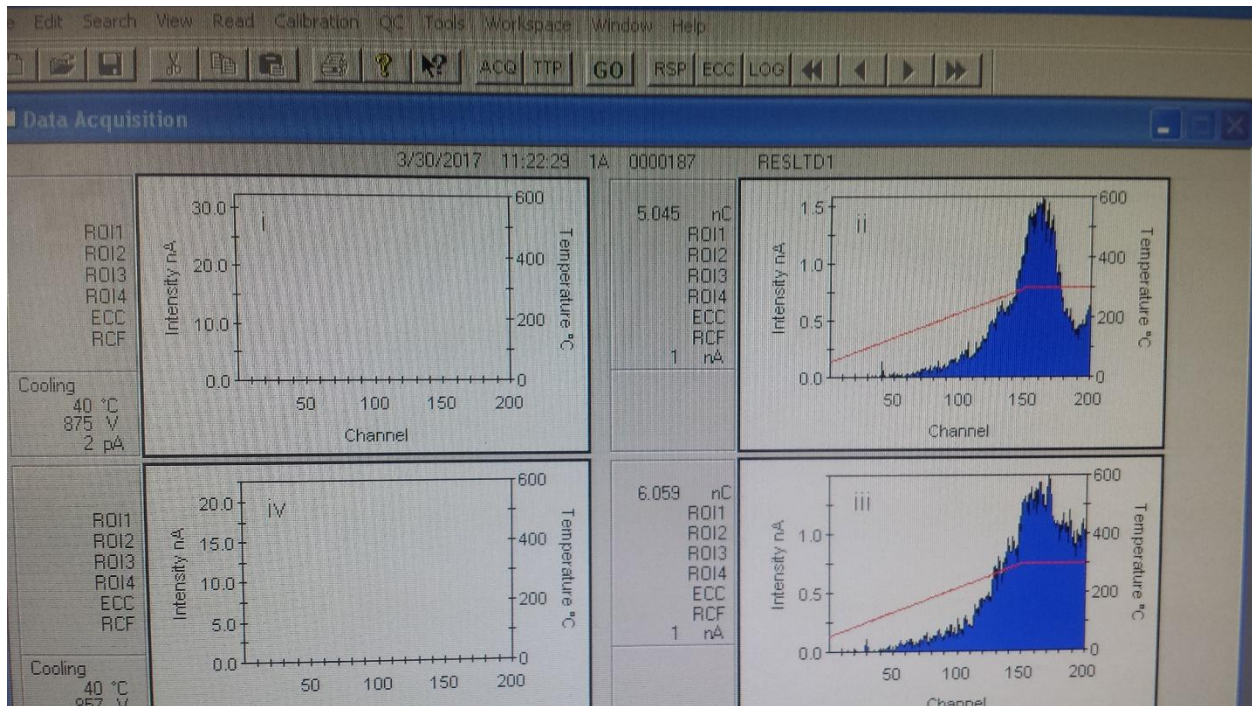 Edit Search View Read Calibration QC Tools Workspace Window Help
ACQ TTP GO RSP ECC LOG
Data Acquisition
3/30/2017 11:22:29 1A 0000187 RESLTD1
ROI1
ROI2
ROI3
ROI4
ECC
RCF
Cooling
40 °C
875 V
2 pA
i
30.0
20.0
10.0
0.0
Intensity nA
600
400
200
0
Temperature °C
50 100 150 200
Channel
5.045 nC
ROI1
ROI2
ROI3
ROI4
ECC
RCF
1 nA
ii
1.5
1.0
0.5
0.0
Intensity nA
600
400
200
0
Temperature °C
50 100 150 200
Channel
ROI1
ROI2
ROI3
ROI4
ECC
RCF
Cooling
40 °C
857 V
iv
20.0
15.0
10.0
5.0
0.0
Intensity nA
600
400
200
0
Temperature °C
50 100 150 200
6.059 nC
ROI1
ROI2
ROI3
ROI4
ECC
RCF
1 nA
iii
1.0
0.5
0.0
Intensity nA
600
400
200
0
Temperature °C
50 100 150 200
Channel